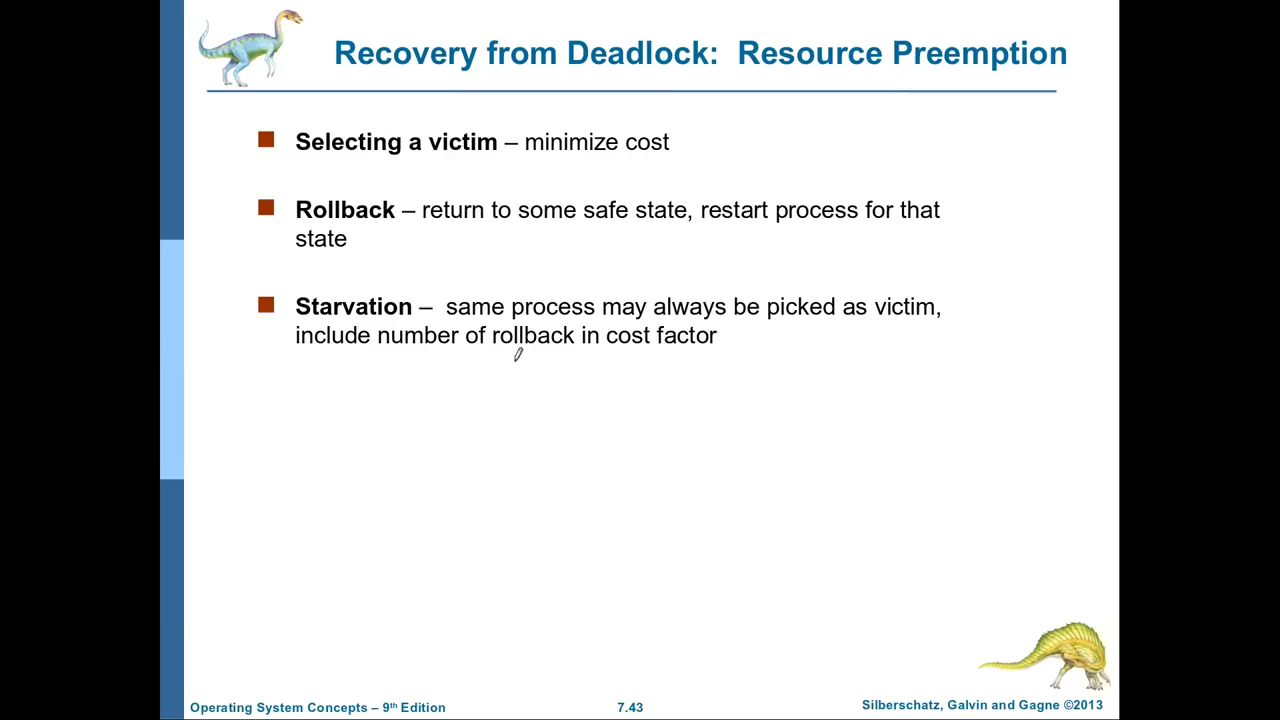 Recovery from Deadlock:  Resource Preemption
Selecting a victim – minimize cost
Rollback – return to some safe state, restart process for that
state
Starvation –  same process may always be picked as victim,
include number of rollback in cost factor
Operating System Concepts – 9th Edition
7.43
Silberschatz, Galvin and Gagne ©2013